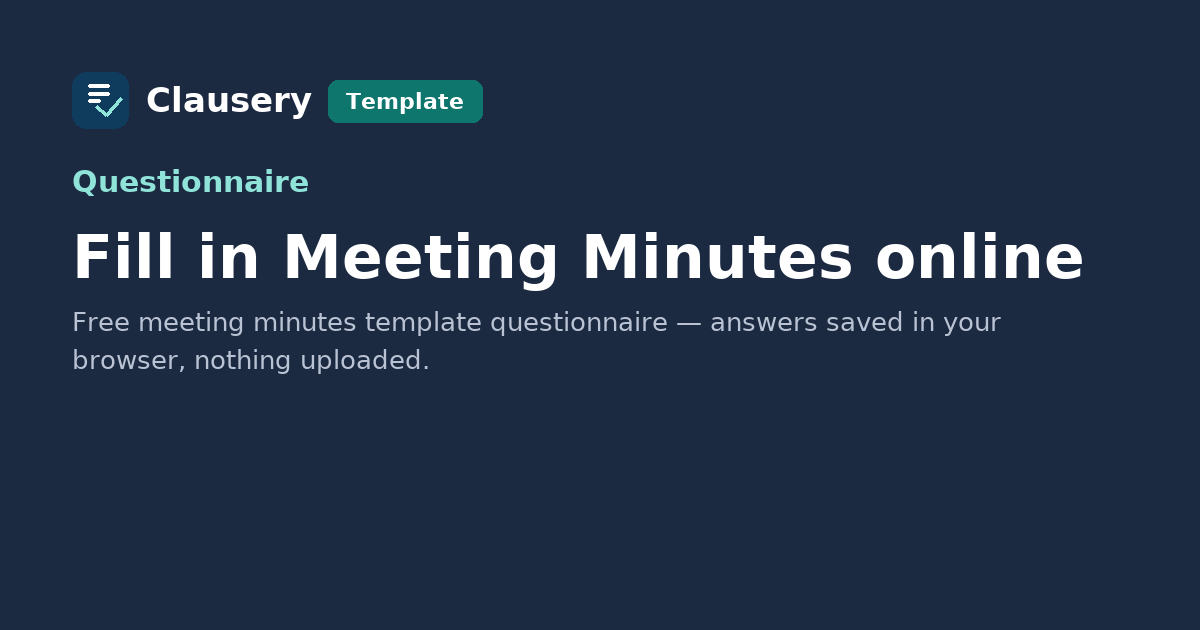 Clausery
Template
Questionnaire
Fill in Meeting Minutes online
Free meeting minutes template questionnaire — answers saved in your
browser, nothing uploaded.